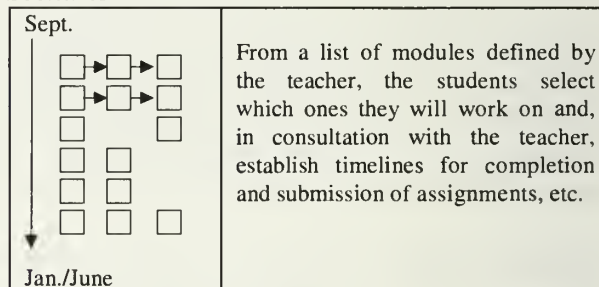 Sept.
From a list of modules defined by
the teacher, the students select
which ones they will work on and,
in consultation with the teacher,
establish timelines for completion
and submission of assignments, etc.
Jan./June